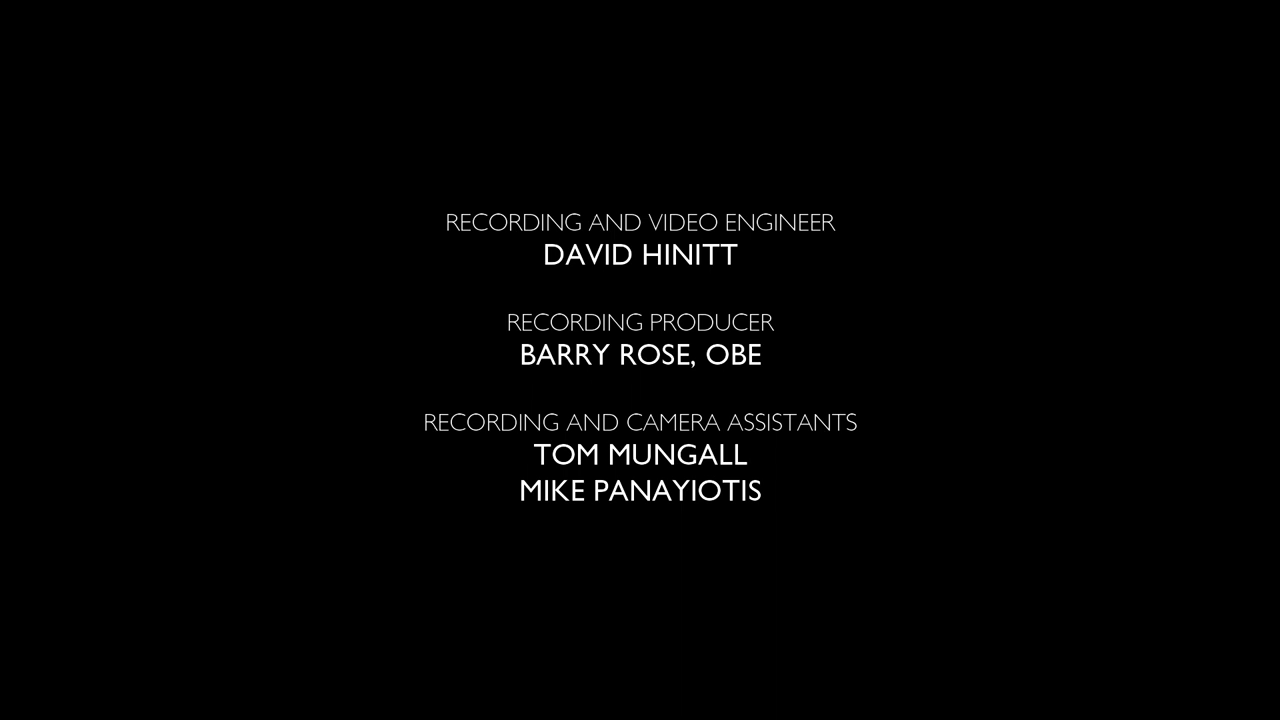 RECORDING AND VIDEO ENGINEER
DAVID HINITT
RECORDING PRODUCER
BARRY ROSE, OBE
RECORDING AND CAMERA ASSISTANTS
TOM MUNGALL
MIKE PANAYIOTIS